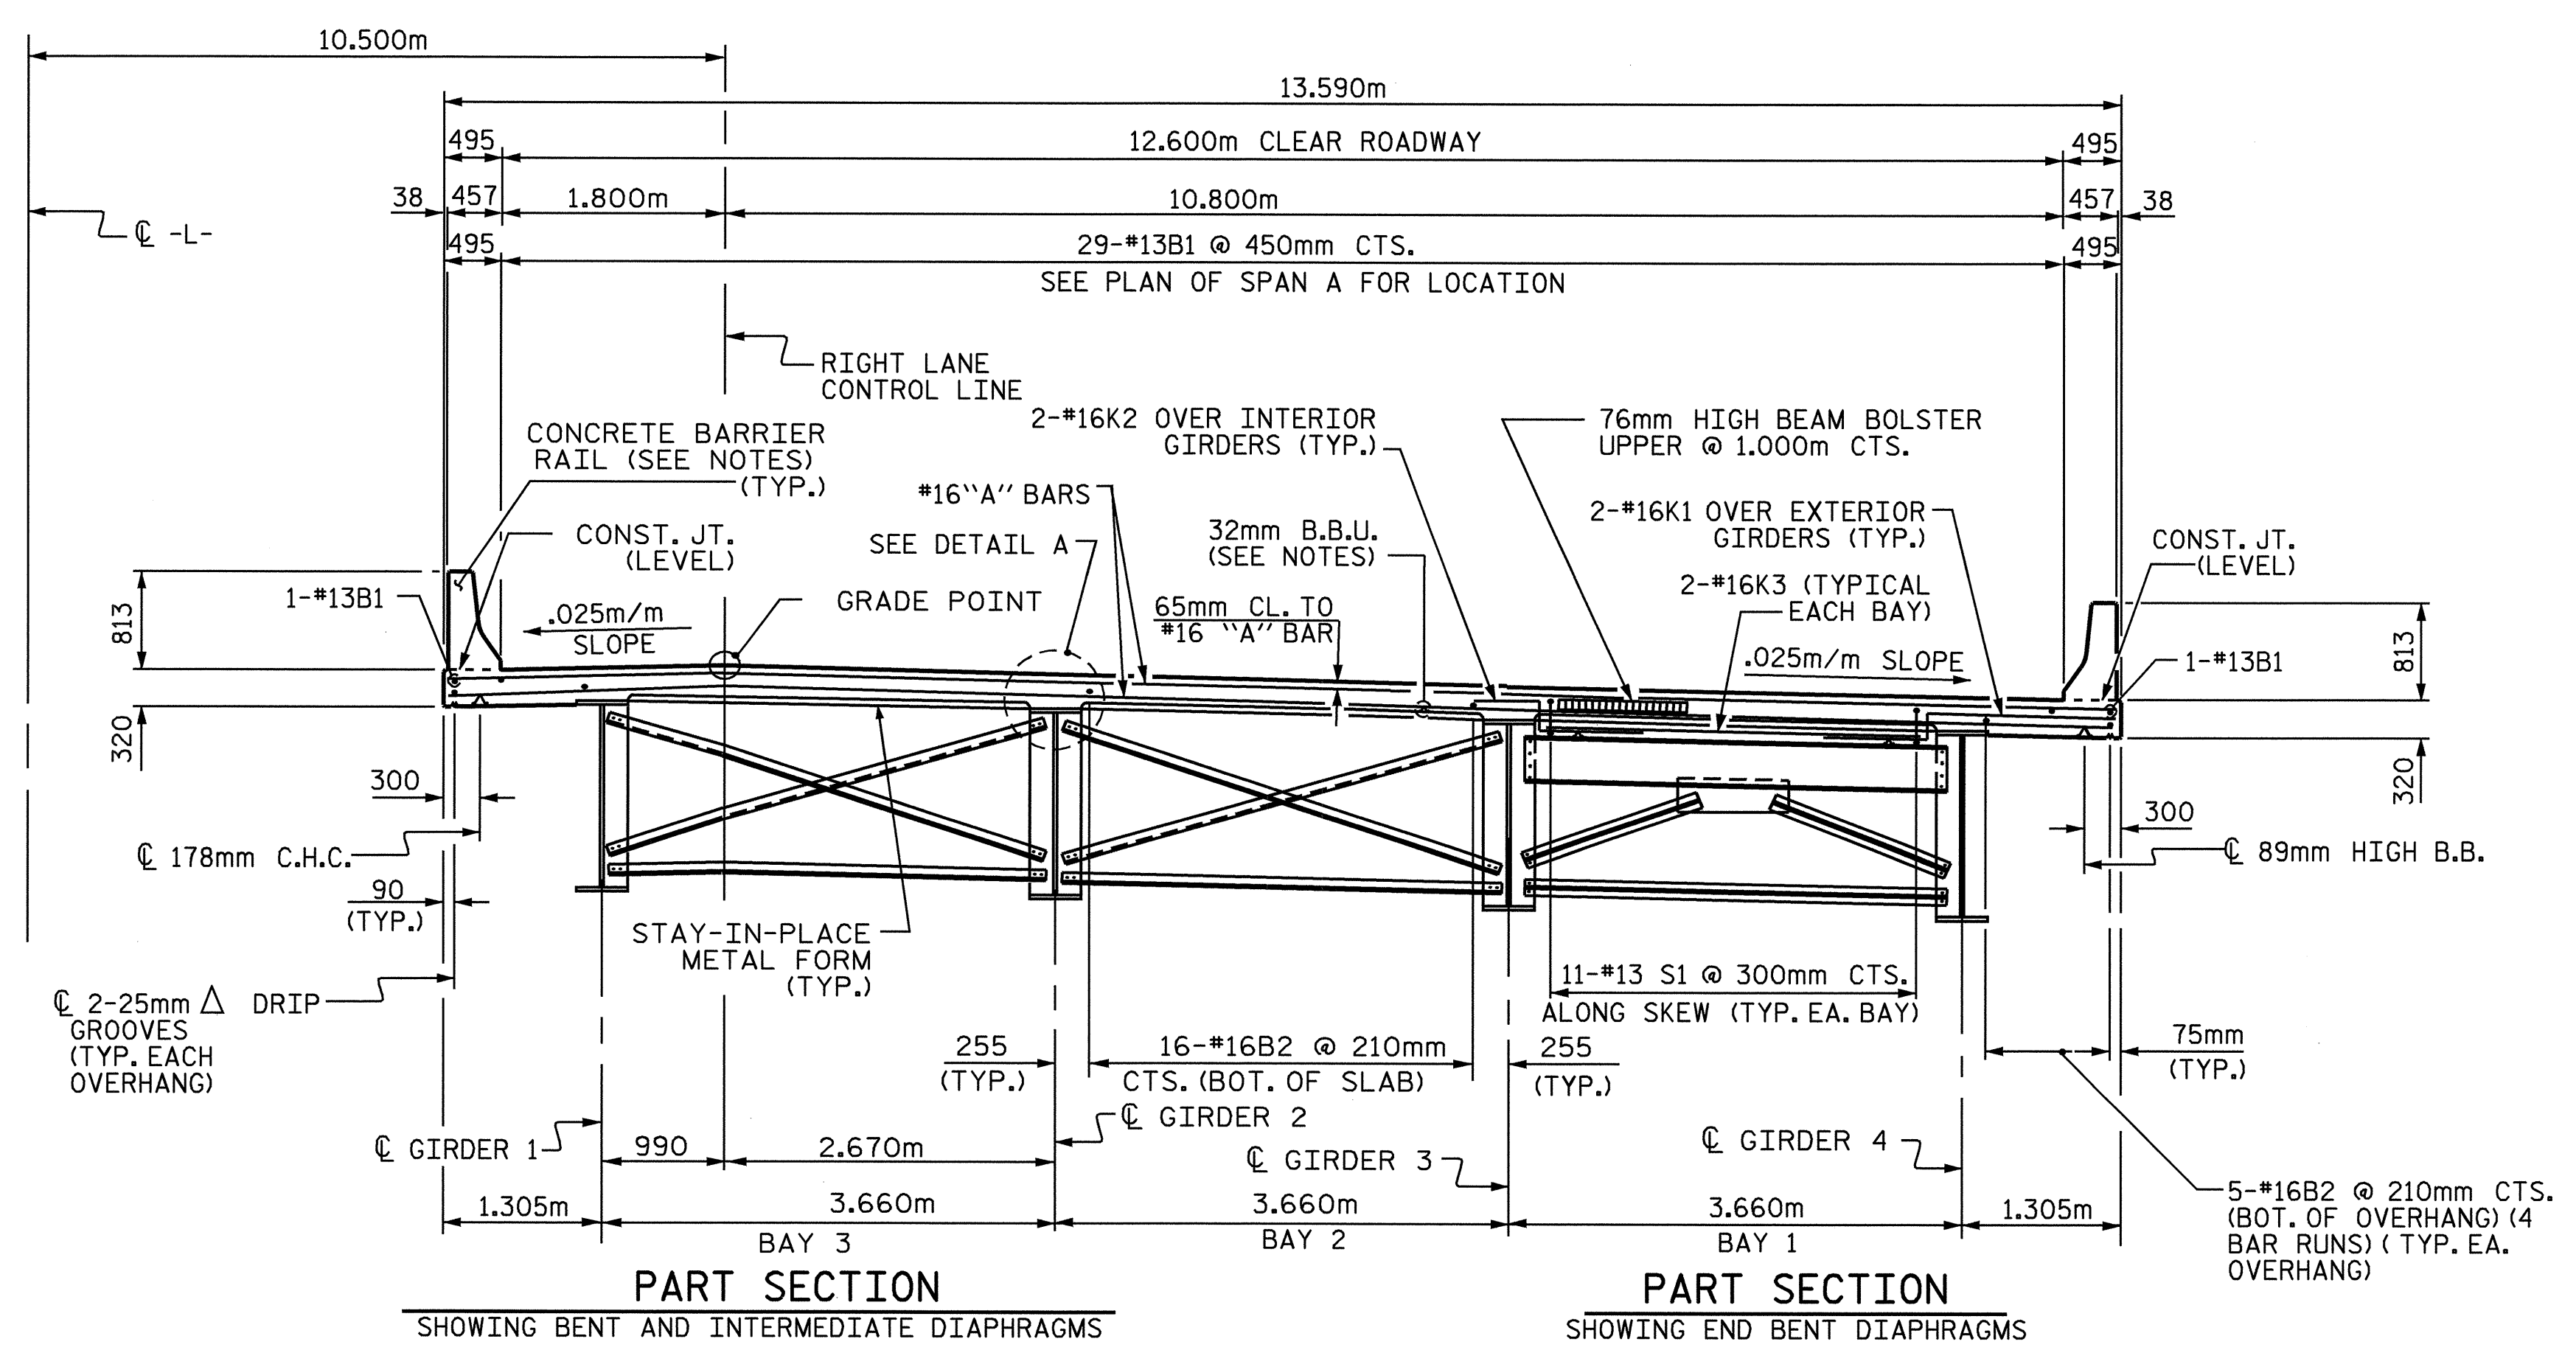 10.500m
13.590m
495
12.600m CLEAR ROADWAY
495
38
457
1.800m
10.800m
457
38
℄ -L-
495
29-#13B1 @ 450mm CTS.
495
SEE PLAN OF SPAN A FOR LOCATION
RIGHT LANE
CONTROL LINE
CONCRETE BARRIER
RAIL (SEE NOTES)
(TYP.)
2-#16K2 OVER INTERIOR
GIRDERS (TYP.)
76mm HIGH BEAM BOLSTER
UPPER @ 1.000m CTS.
#16"A" BARS
CONST. JT.
(LEVEL)
SEE DETAIL A
32mm B.B.U.
(SEE NOTES)
2-#16K1 OVER EXTERIOR
GIRDERS (TYP.)
CONST. JT.
(LEVEL)
1-#13B1
813
.025m/m
SLOPE
GRADE POINT
65mm CL. TO
#16 "A" BAR
2-#16K3 (TYPICAL
EACH BAY)
.025m/m SLOPE
813
1-#13B1
320
320
300
300
℄ 178mm C.H.C.
℄ 89mm HIGH B.B.
90
(TYP.)
STAY-IN-PLACE
METAL FORM
(TYP.)
℄ 2-25mm △ DRIP
GROOVES
(TYP. EACH
OVERHANG)
11-#13 S1 @ 300mm CTS.
ALONG SKEW (TYP. EA. BAY)
255
(TYP.)
16-#16B2 @ 210mm
CTS. (BOT. OF SLAB)
255
(TYP.)
75mm
(TYP.)
℄ GIRDER 1
990
2.670m
℄ GIRDER 2
℄ GIRDER 3
℄ GIRDER 4
5-#16B2 @ 210mm CTS.
(BOT. OF OVERHANG) (4
BAR RUNS) ( TYP. EA.
OVERHANG)
1.305m
3.660m
3.660m
3.660m
1.305m
BAY 3
BAY 2
BAY 1
PART SECTION
SHOWING BENT AND INTERMEDIATE DIAPHRAGMS
PART SECTION
SHOWING END BENT DIAPHRAGMS